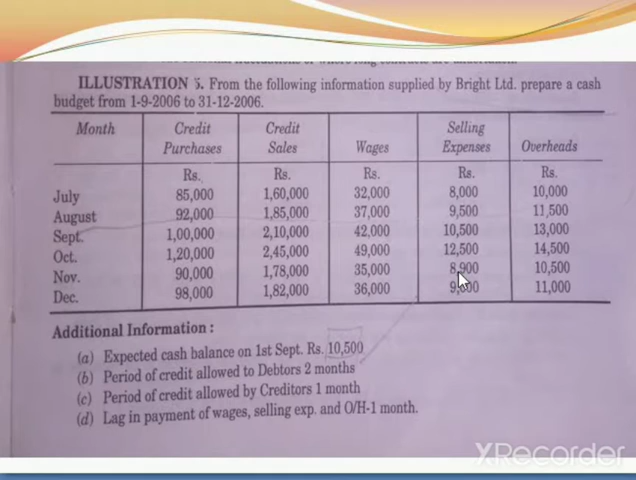 ILLUSTRATION 5. From the following information supplied by Bright Ltd. prepare a cash
budget from 1-9-2006 to 31-12-2006.
Month Credit Purchases Credit Sales Wages Selling Expenses Overheads
Rs. Rs. Rs. Rs. Rs.
July 85,000 1,60,000 32,000 8,000 10,000
August 92,000 1,85,000 37,000 9,500 11,500
Sept. 1,00,000 2,10,000 42,000 10,500 13,000
Oct. 1,20,000 2,45,000 49,000 12,500 14,500
Nov. 90,000 1,78,000 35,000 8,900 10,500
Dec. 98,000 1,82,000 36,000 11,000
Additional Information :
(a) Expected cash balance on 1st Sept. Rs. 10,500
(b) Period of credit allowed to Debtors 2 months
(c) Period of credit allowed by Creditors 1 month
(d) Lag in payment of wages, selling exp. and O/H-1 month.
XRecorder